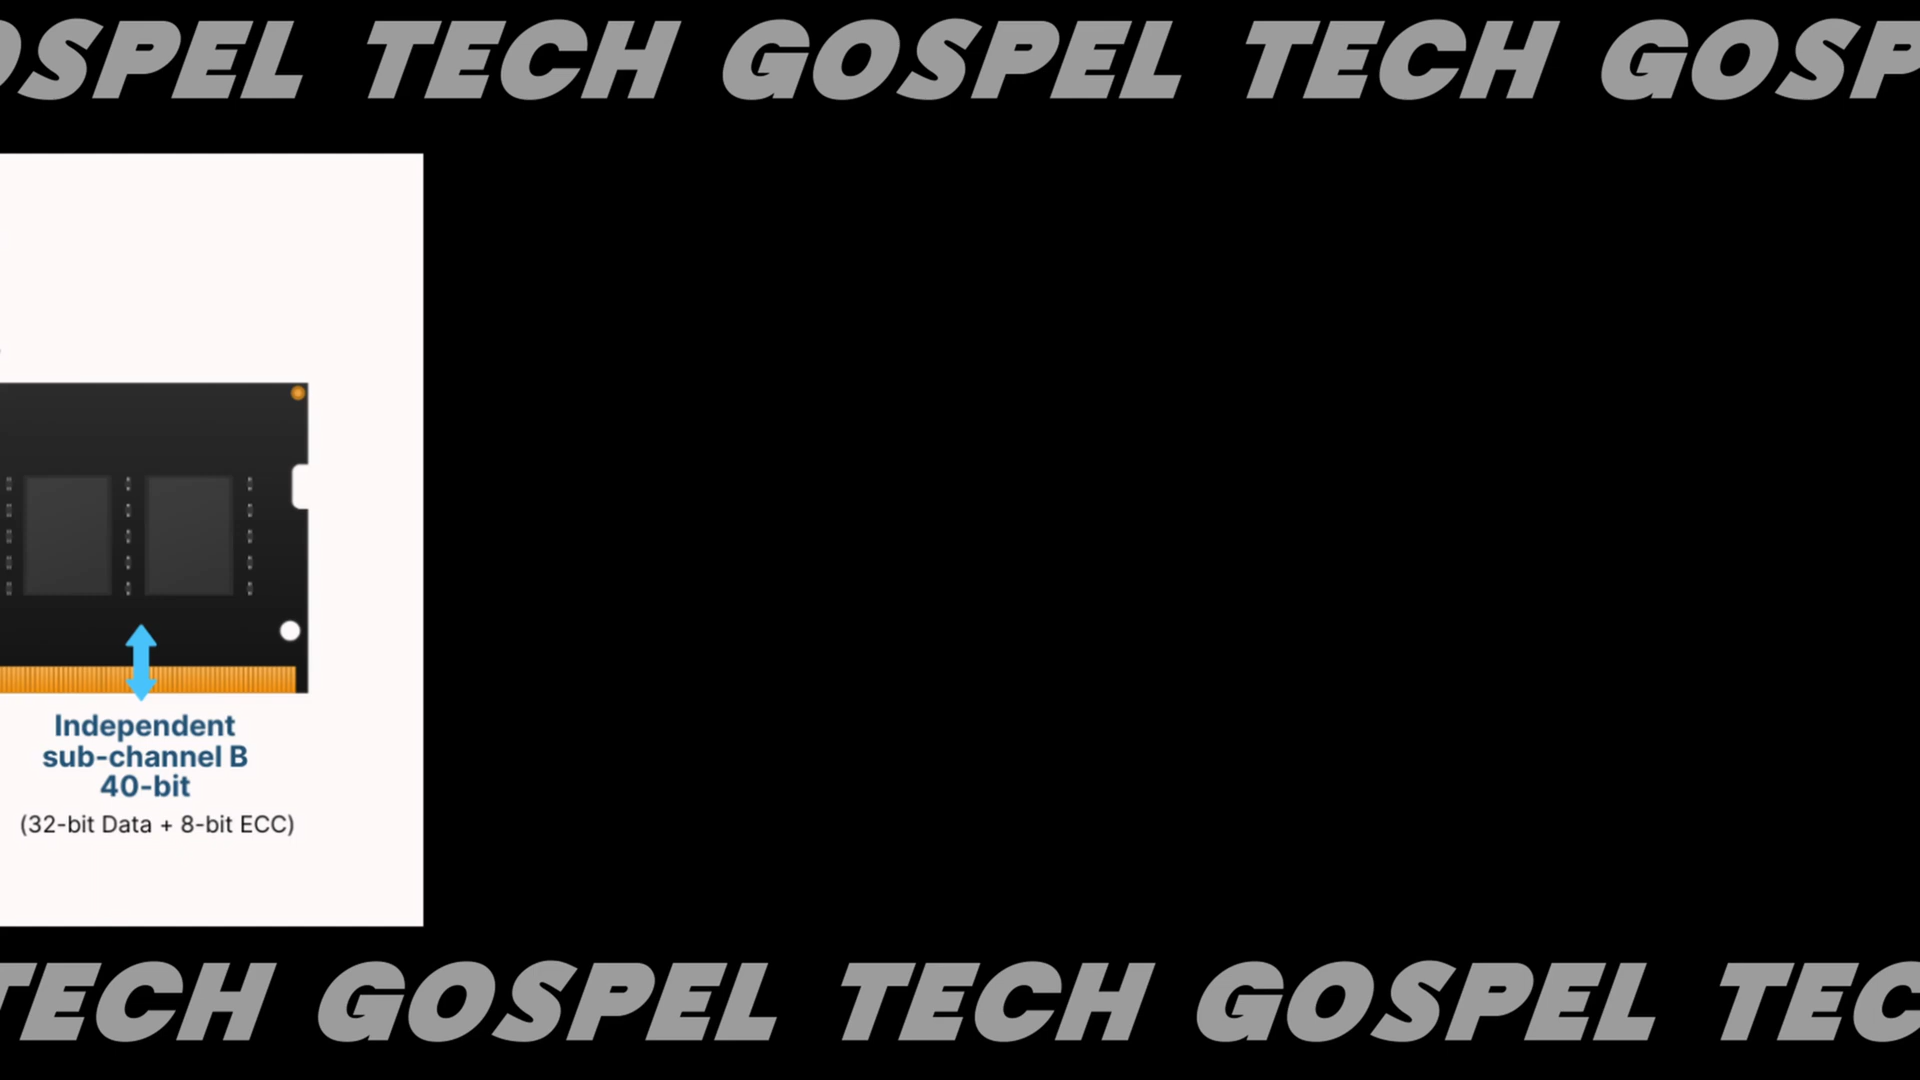 OSPEL TECH GOSPEL TECH GOSP
Independent
sub-channel B
40-bit
(32-bit Data + 8-bit ECC)
TECH GOSPEL TECH GOSPEL TEC